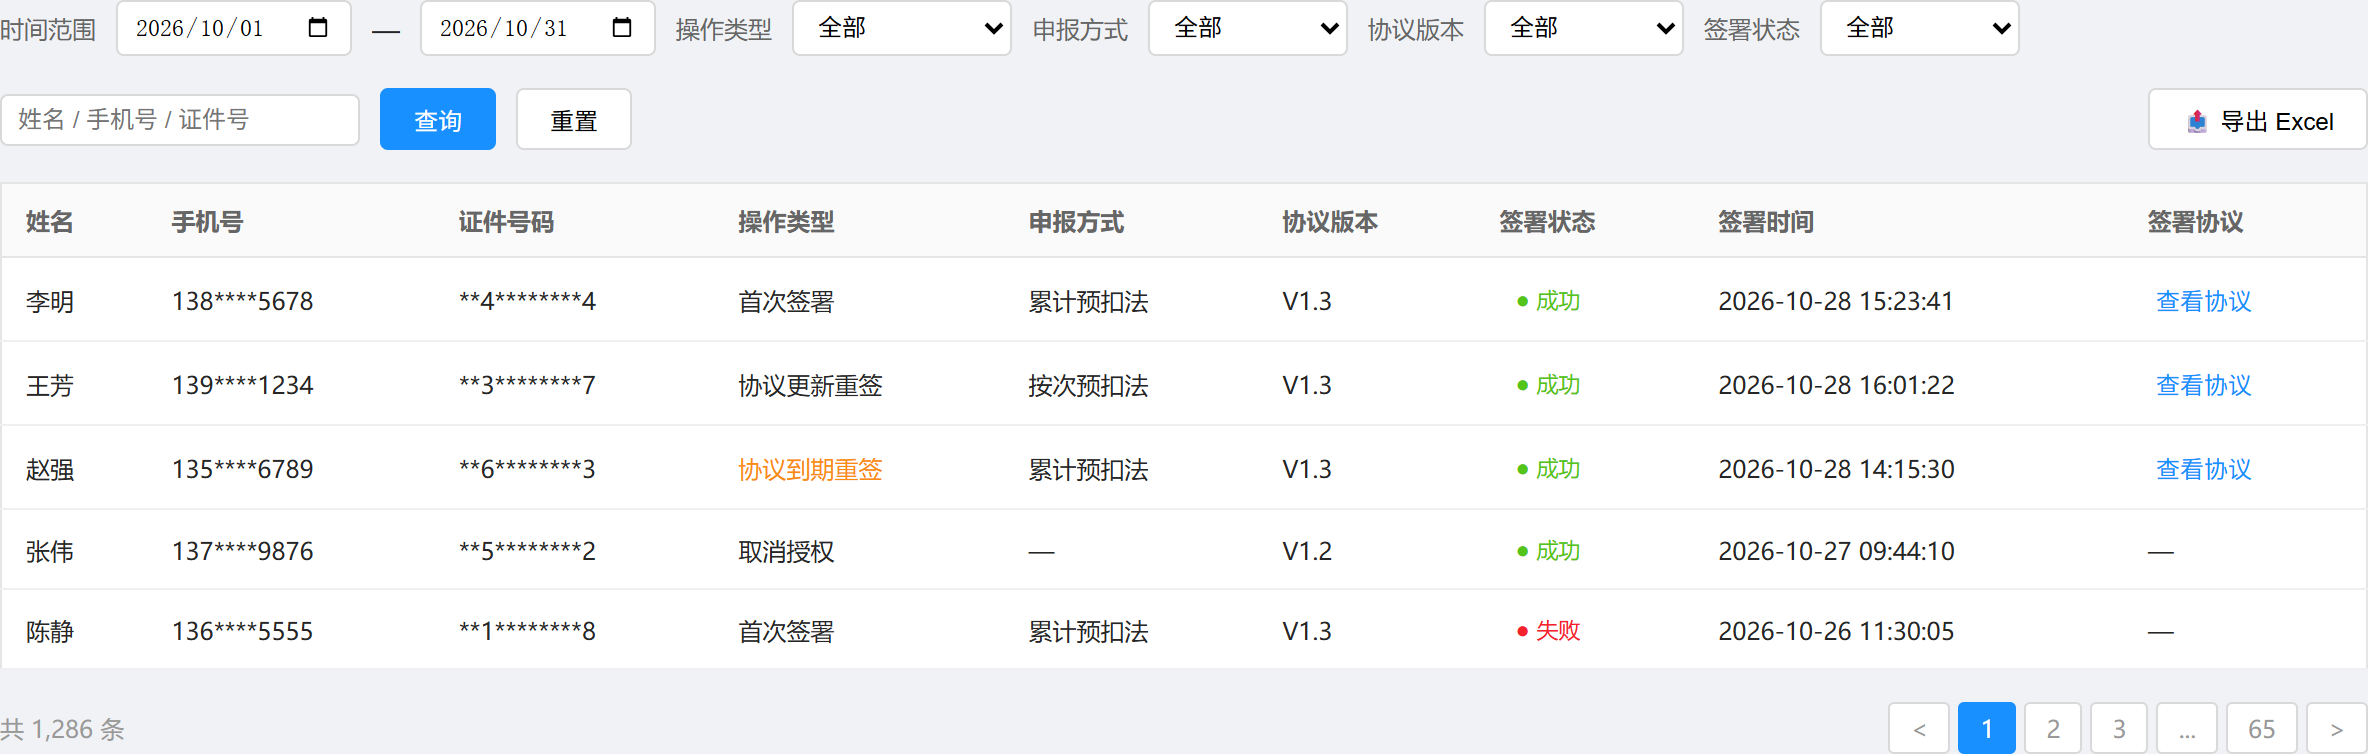 时间范围 2026/10/01 — 2026/10/31 操作类型 全部 申报方式 全部 协议版本 全部 签署状态 全部
姓名 / 手机号 / 证件号 查询 重置 导出 Excel
姓名 手机号 证件号码 操作类型 申报方式 协议版本 签署状态 签署时间 签署协议
李明 138****5678 **4********4 首次签署 累计预扣法 V1.3 ● 成功 2026-10-28 15:23:41 查看协议
王芳 139****1234 **3********7 协议更新重签 按次预扣法 V1.3 ● 成功 2026-10-28 16:01:22 查看协议
赵强 135****6789 **6********3 协议到期重签 累计预扣法 V1.3 ● 成功 2026-10-28 14:15:30 查看协议
张伟 137****9876 **5********2 取消授权 — V1.2 ● 成功 2026-10-27 09:44:10 —
陈静 136****5555 **1********8 首次签署 累计预扣法 V1.3 ● 失败 2026-10-26 11:30:05 —
共 1,286 条 < 1 2 3 ... 65 >